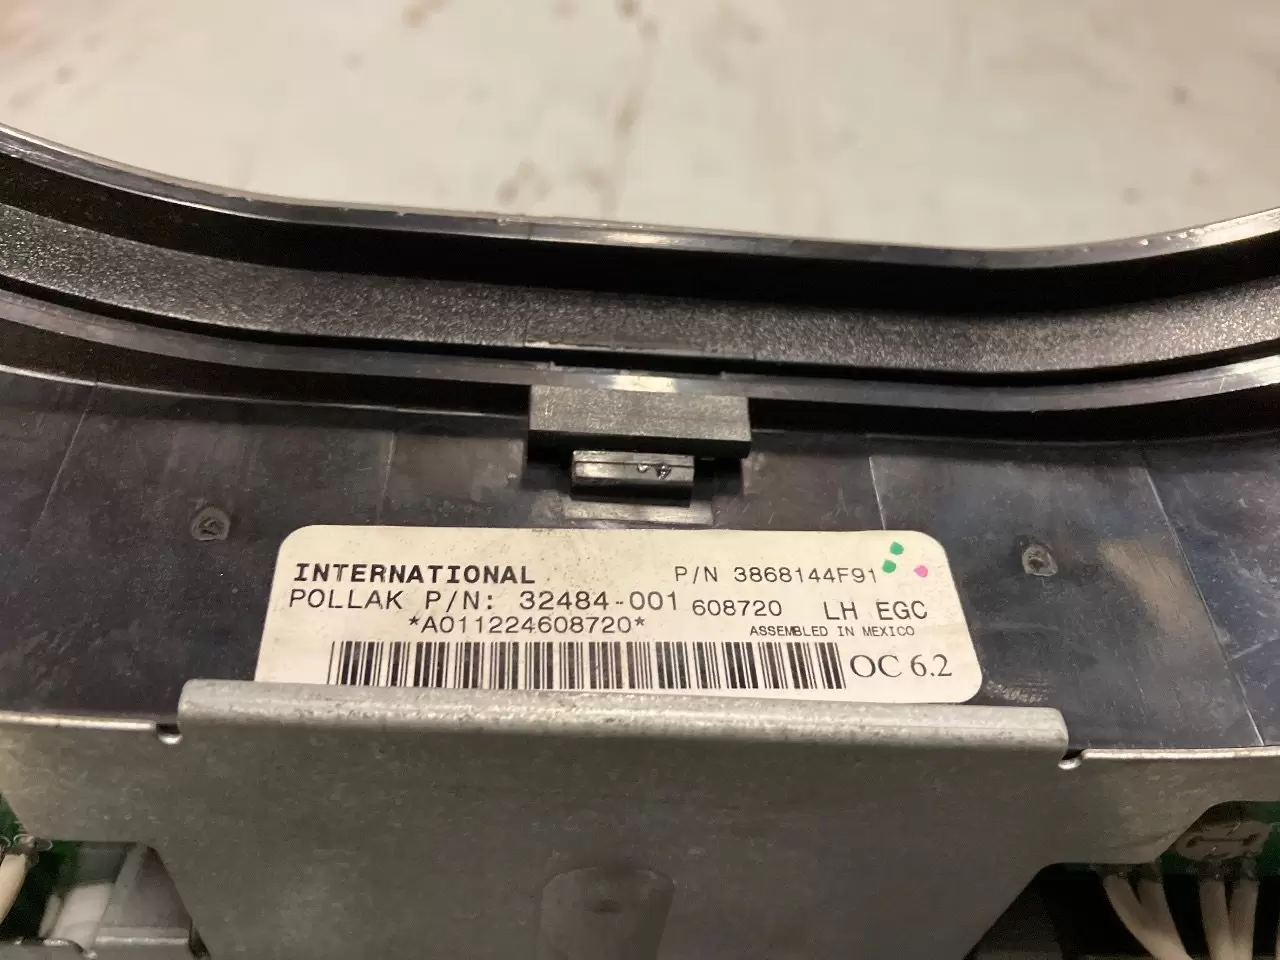 INTERNATIONAL P/N 3868144F91
POLLAK P/N: 32484-001 608720 LH EGC
*A011224608720* ASSEMBLED IN MEXICO
OC 6.2